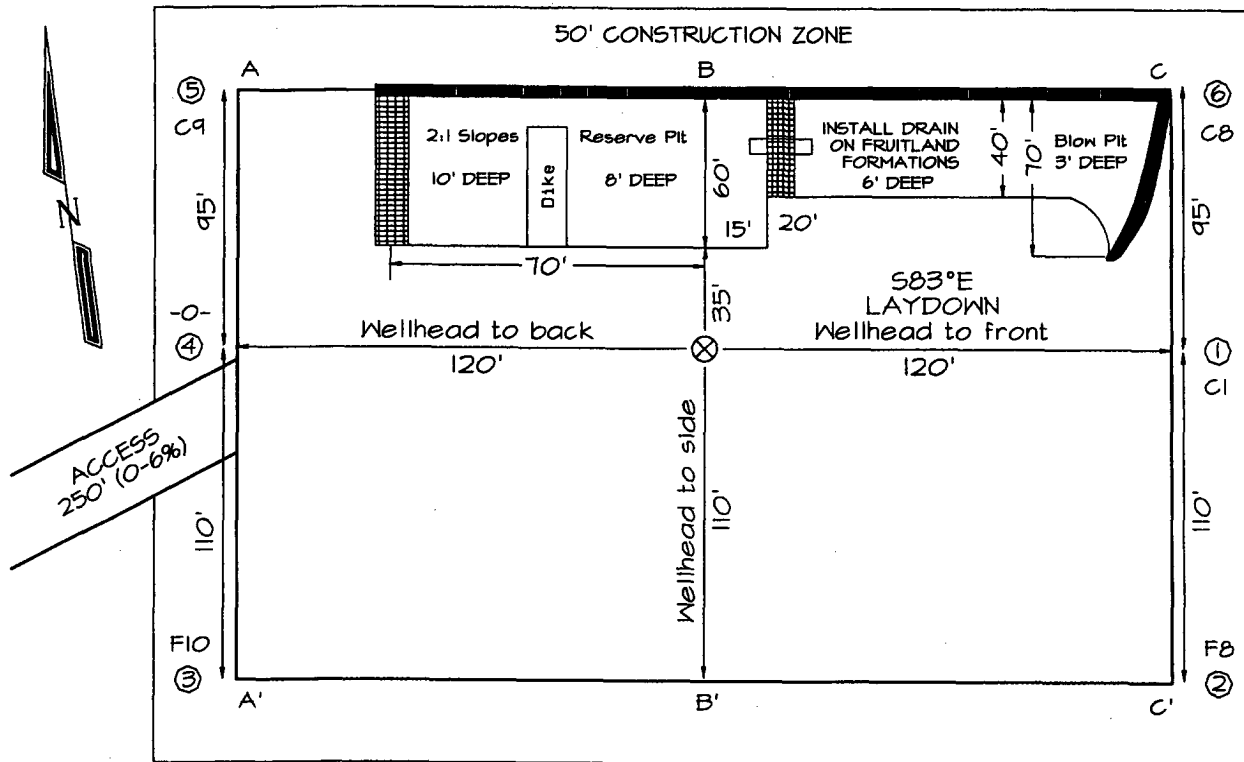 50' CONSTRUCTION ZONE
A
B
C
5
6
C9
C8
N
95'
2:1 Slopes
10' DEEP
Dike
Reserve Pit
8' DEEP
60'
15'
20'
INSTALL DRAIN
ON FRUITLAND
FORMATIONS
6' DEEP
40'
70'
Blow Pit
3' DEEP
95'
70'
35'
S83°E
LAYDOWN
-0-
4
Wellhead to back
120'
Wellhead to front
120'
1
C1
ACCESS
250' (0-6%)
110'
Wellhead to side
110'
110'
F10
3
F8
2
A'
B'
C'